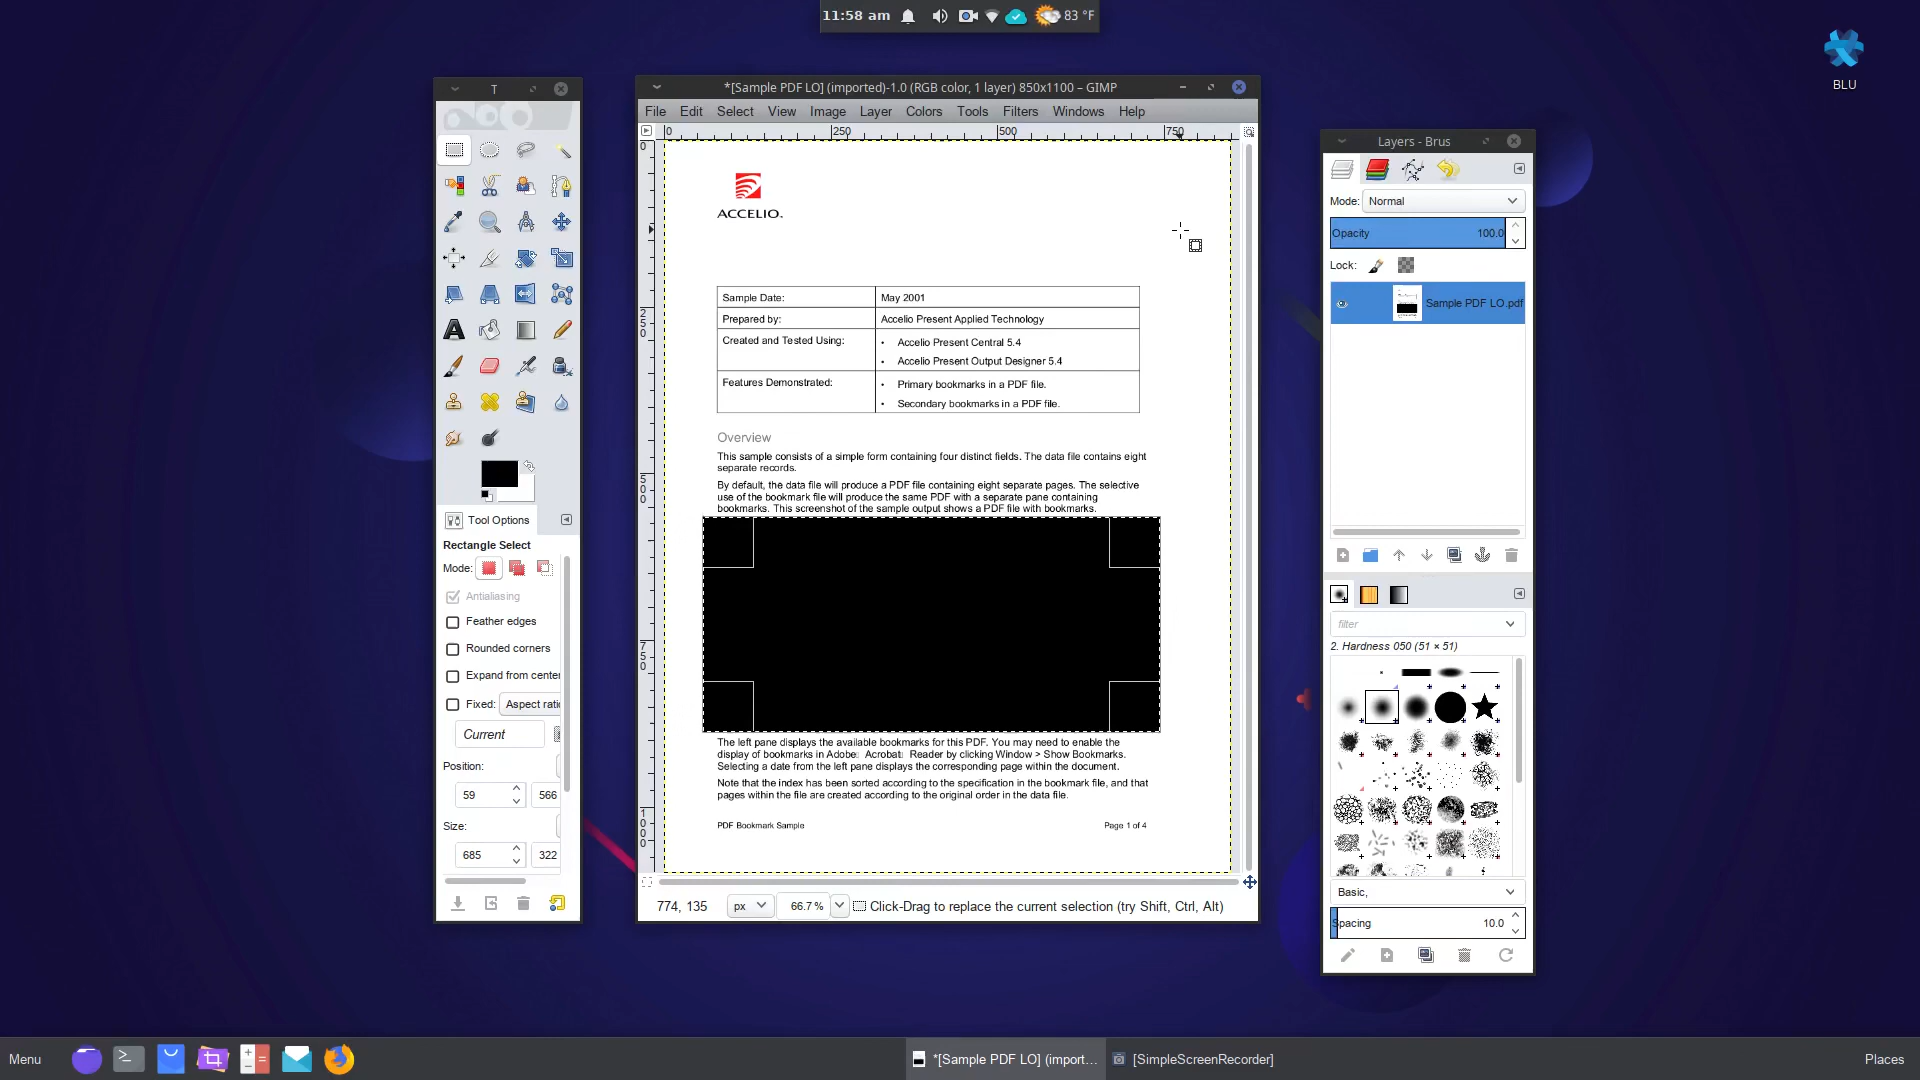 11:58 am
83 °F
BLU
T
*[Sample PDF LO] (imported)-1.0 (RGB color, 1 layer) 850x1100 – GIMP
File Edit Select View Image Layer Colors Tools Filters Windows Help
0 250 500 750
0
250
500
750
1000
ACCELIO.
Sample Date: May 2001
Prepared by: Accelio Present Applied Technology
Created and Tested Using: • Accelio Present Central 5.4
• Accelio Present Output Designer 5.4
Features Demonstrated: • Primary bookmarks in a PDF file.
• Secondary bookmarks in a PDF file.
Overview
This sample consists of a simple form containing four distinct fields. The data file contains eight
separate records.
By default, the data file will produce a PDF file containing eight separate pages. The selective
use of the bookmark file will produce the same PDF with a separate pane containing
bookmarks. This screenshot of the sample output shows a PDF file with bookmarks.
The left pane displays the available bookmarks for this PDF. You may need to enable the
display of bookmarks in Adobe Acrobat Reader by clicking Window > Show Bookmarks.
Selecting a date from the left pane displays the corresponding page within the document.
Note that the index has been sorted according to the specification in the bookmark file, and that
pages within the file are created according to the original order in the data file.
PDF Bookmark Sample Page 1 of 4
774, 135 px 66.7 % Click-Drag to replace the current selection (try Shift, Ctrl, Alt)
Tool Options
Rectangle Select
Mode:
Antialiasing
Feather edges
Rounded corners
Expand from center
Fixed: Aspect ratio
Current
Position:
59 566
Size:
685 322
Layers - Brus
Mode: Normal
Opacity 100.0
Lock:
Sample PDF LO.pdf
filter
2. Hardness 050 (51 × 51)
Basic,
Spacing 10.0
Menu
*[Sample PDF LO] (import...
[SimpleScreenRecorder]
Places